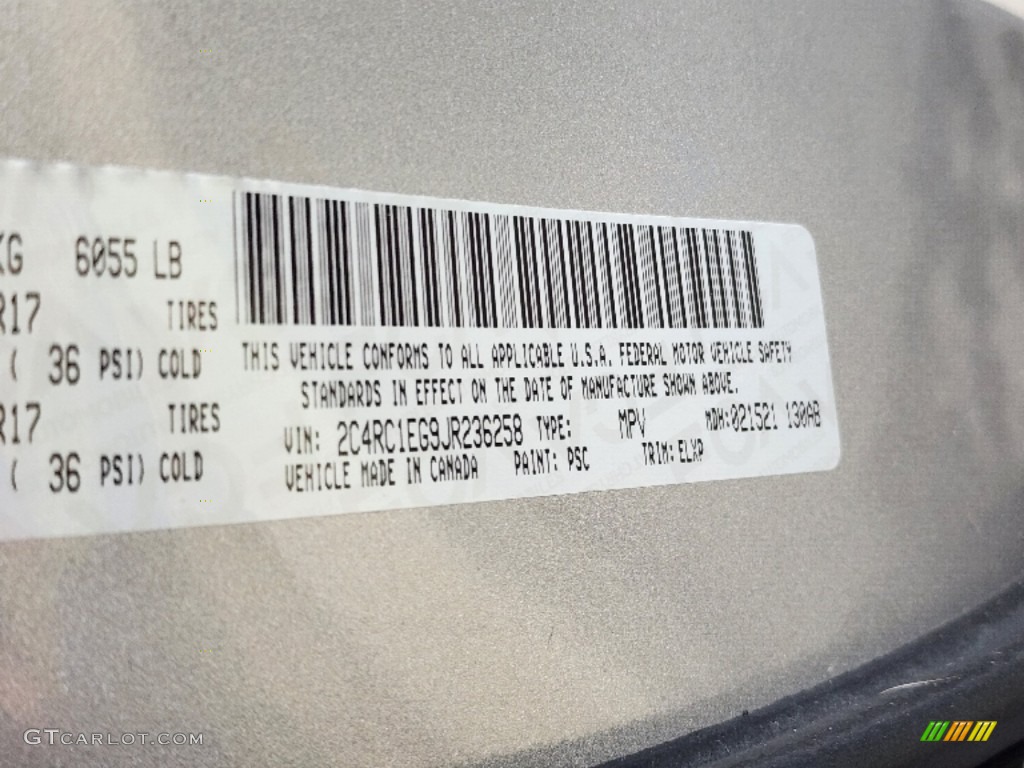 KG 6055 LB
R17 TIRES
( 36 PSI) COLD
R17 TIRES
( 36 PSI) COLD
THIS VEHICLE CONFORMS TO ALL APPLICABLE U.S.A. FEDERAL MOTOR VEHICLE SAFETY
STANDARDS IN EFFECT ON THE DATE OF MANUFACTURE SHOWN ABOVE.
VIN: 2C4RC1EG9JR236258 TYPE: MPV MDH:021521 130AB
VEHICLE MADE IN CANADA PAINT: PSC TRIM: ELXP
GTCARLOT.COM